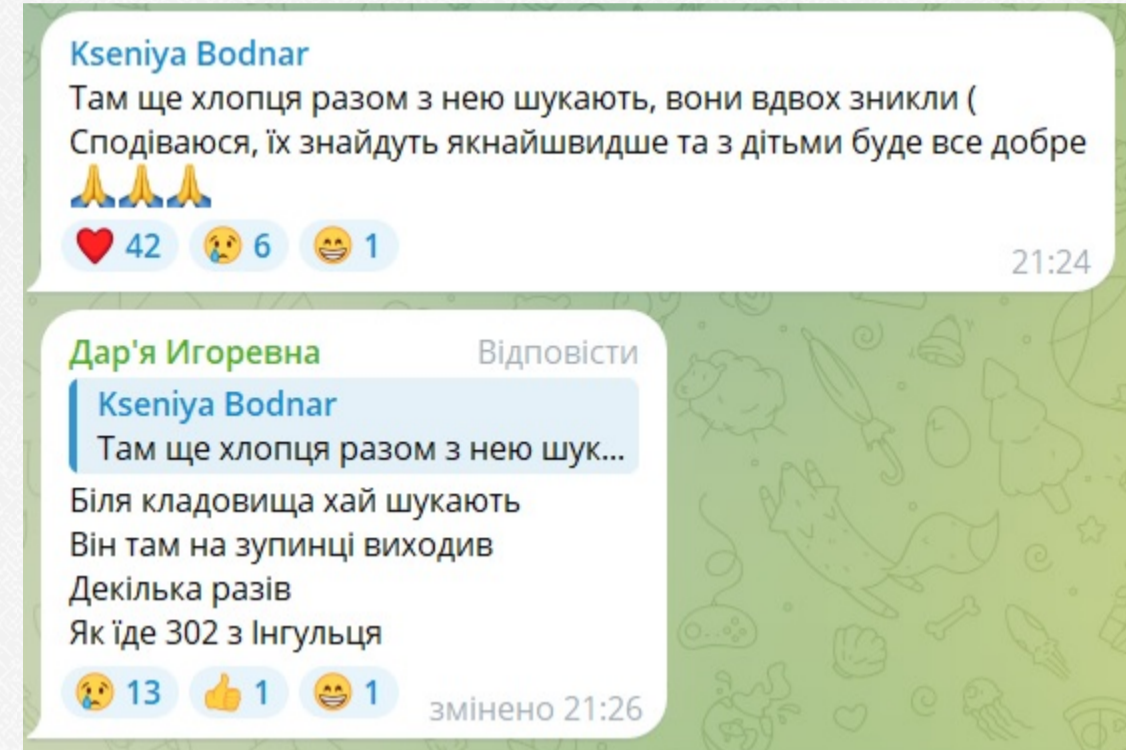 Kseniya Bodnar
Там ще хлопця разом з нею шукають, вони вдвох зникли (
Сподіваюся, їх знайдуть якнайшвидше та з дітьми буде все добре
🙏🙏🙏
❤️ 42 😢 6 😁 1
21:24
Дар'я Игоревна Відповісти
Kseniya Bodnar
Там ще хлопця разом з нею шук...
Біля кладовища хай шукають
Він там на зупинці виходив
Декілька разів
Як їде 302 з Інгульця
😢 13 👍 1 😁 1
змінено 21:26